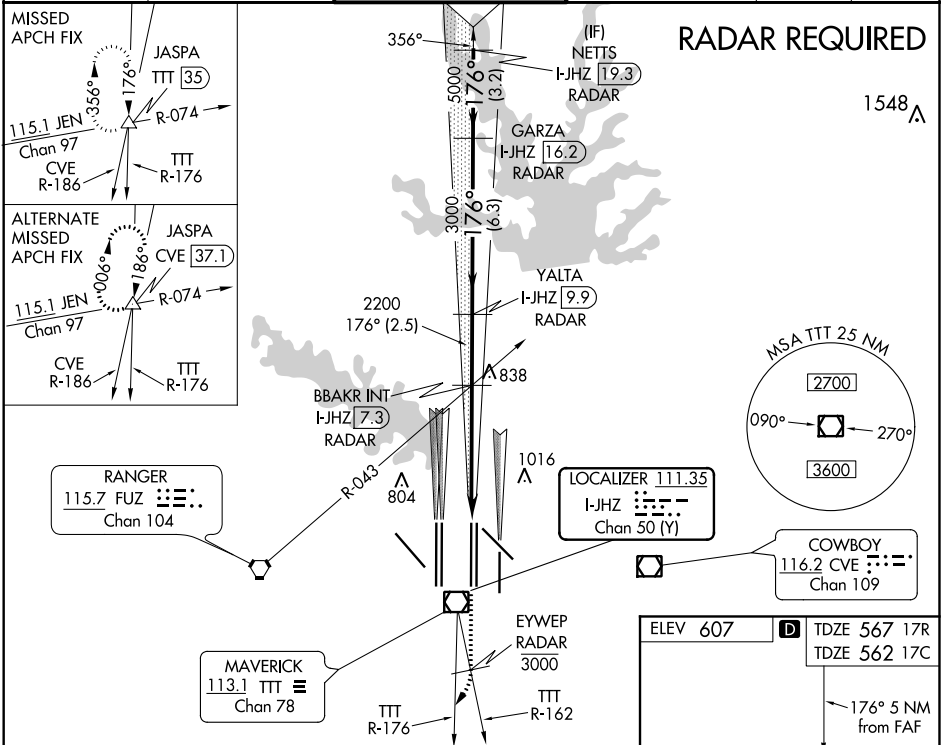 MISSED
APCH FIX
JASPA
TTT 35
356°
176°
R-074
115.1 JEN
Chan 97
CVE
R-186
TTT
R-176
ALTERNATE
MISSED
APCH FIX
JASPA
CVE 37.1
006°
186°
R-074
115.1 JEN
Chan 97
CVE
R-186
TTT
R-176
RADAR REQUIRED
1548
356°
(IF)
NETTS
I-JHZ 19.3
RADAR
5000
176°
(3.2)
GARZA
I-JHZ 16.2
RADAR
3000
176°
(6.3)
YALTA
I-JHZ 9.9
RADAR
2200
176° (2.5)
838
BBAKR INT
I-JHZ 7.3
RADAR
R-043
804
1016
MSA TTT 25 NM
2700
090°
270°
3600
RANGER
115.7 FUZ
Chan 104
LOCALIZER 111.35
I-JHZ
Chan 50 (Y)
COWBOY
116.2 CVE
Chan 109
MAVERICK
113.1 TTT
Chan 78
EYWEP
RADAR
3000
TTT
R-176
TTT
R-162
ELEV 607
D
TDZE 567 17R
TDZE 562 17C
176° 5 NM
from FAF